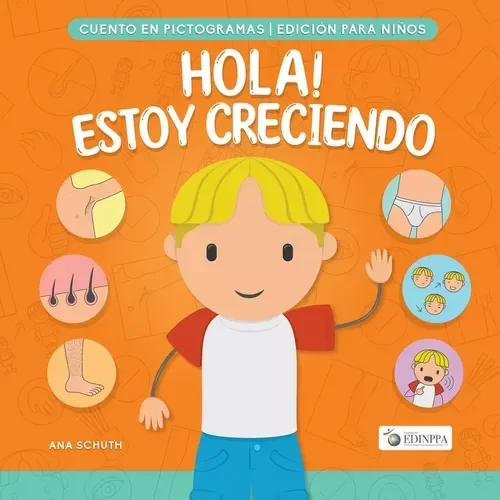 CUENTO EN PICTOGRAMAS | EDICIÓN PARA NIÑOS
HOLA!
ESTOY CRECIENDO
ANA SCHUTH
EDINPPA